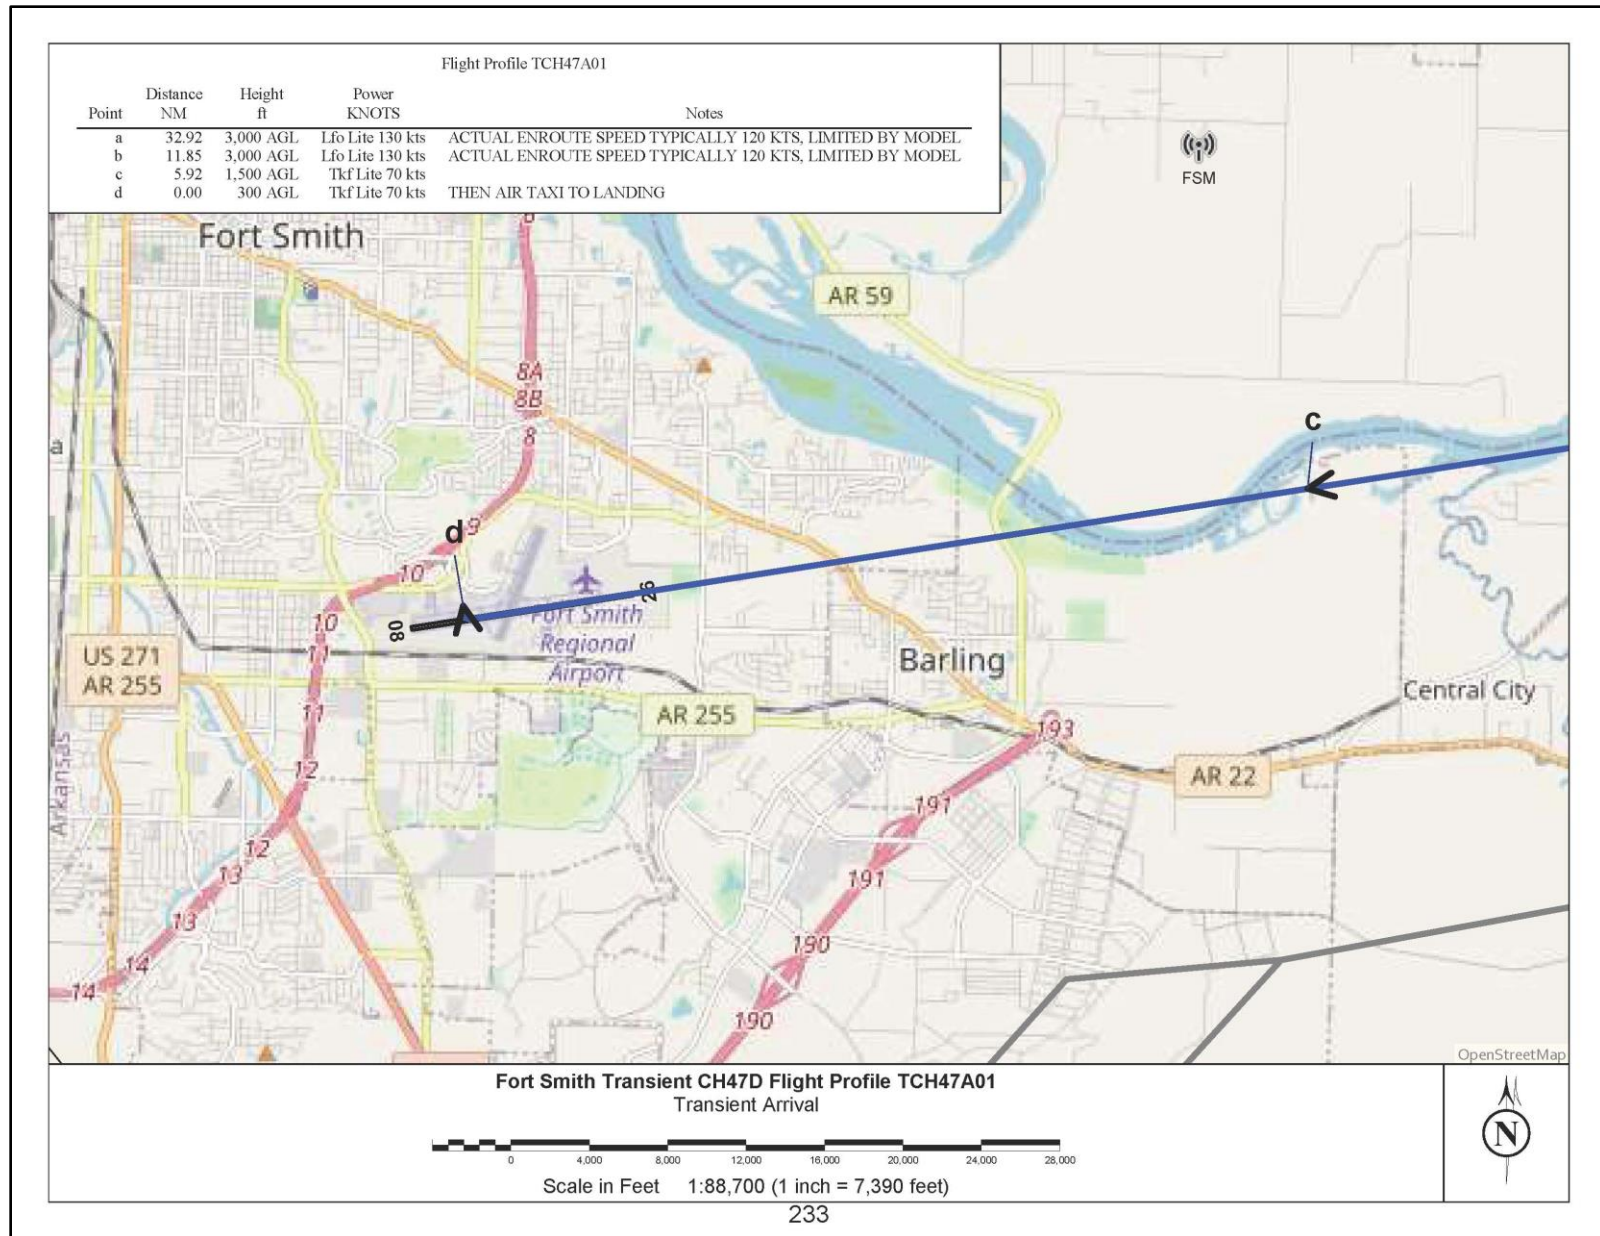 Flight Profile TCH47A01
Distance Height Power
Point NM ft KNOTS Notes
a 32.92 3,000 AGL Lfo Lite 130 kts ACTUAL ENROUTE SPEED TYPICALLY 120 KTS, LIMITED BY MODEL
b 11.85 3,000 AGL Lfo Lite 130 kts ACTUAL ENROUTE SPEED TYPICALLY 120 KTS, LIMITED BY MODEL
c 5.92 1,500 AGL Tkf Lite 70 kts
d 0.00 300 AGL Tkf Lite 70 kts THEN AIR TAXI TO LANDING
FSM
Fort Smith
AR 59
8A
8B
8
c
a
9
d
10
26
08
10
Fort Smith
Regional
Airport
11
US 271
AR 255
Barling
Central City
AR 255
11
193
12
AR 22
Arkansas
191
12
13
191
13
190
14
14
190
OpenStreetMap
Fort Smith Transient CH47D Flight Profile TCH47A01
Transient Arrival
0 4,000 8,000 12,000 16,000 20,000 24,000 28,000
Scale in Feet 1:88,700 (1 inch = 7,390 feet)
N
233